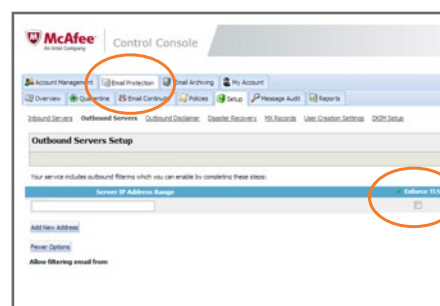 McAfee
An Intel Company
Control Console
Account Management Email Protection Email Archiving My Account
Overview Quarantine Email Continuity Policies Setup Message Audit Reports
Inbound Servers Outbound Servers Outbound Disclaimer Disaster Recovery MX Records User Creation Settings DKIM Setup
Outbound Servers Setup
Your service includes outbound filtering which you can enable by completing these steps:
Server IP Address Range Enforce TLS
Add New Address
Fewer Options
Allow filtering email from